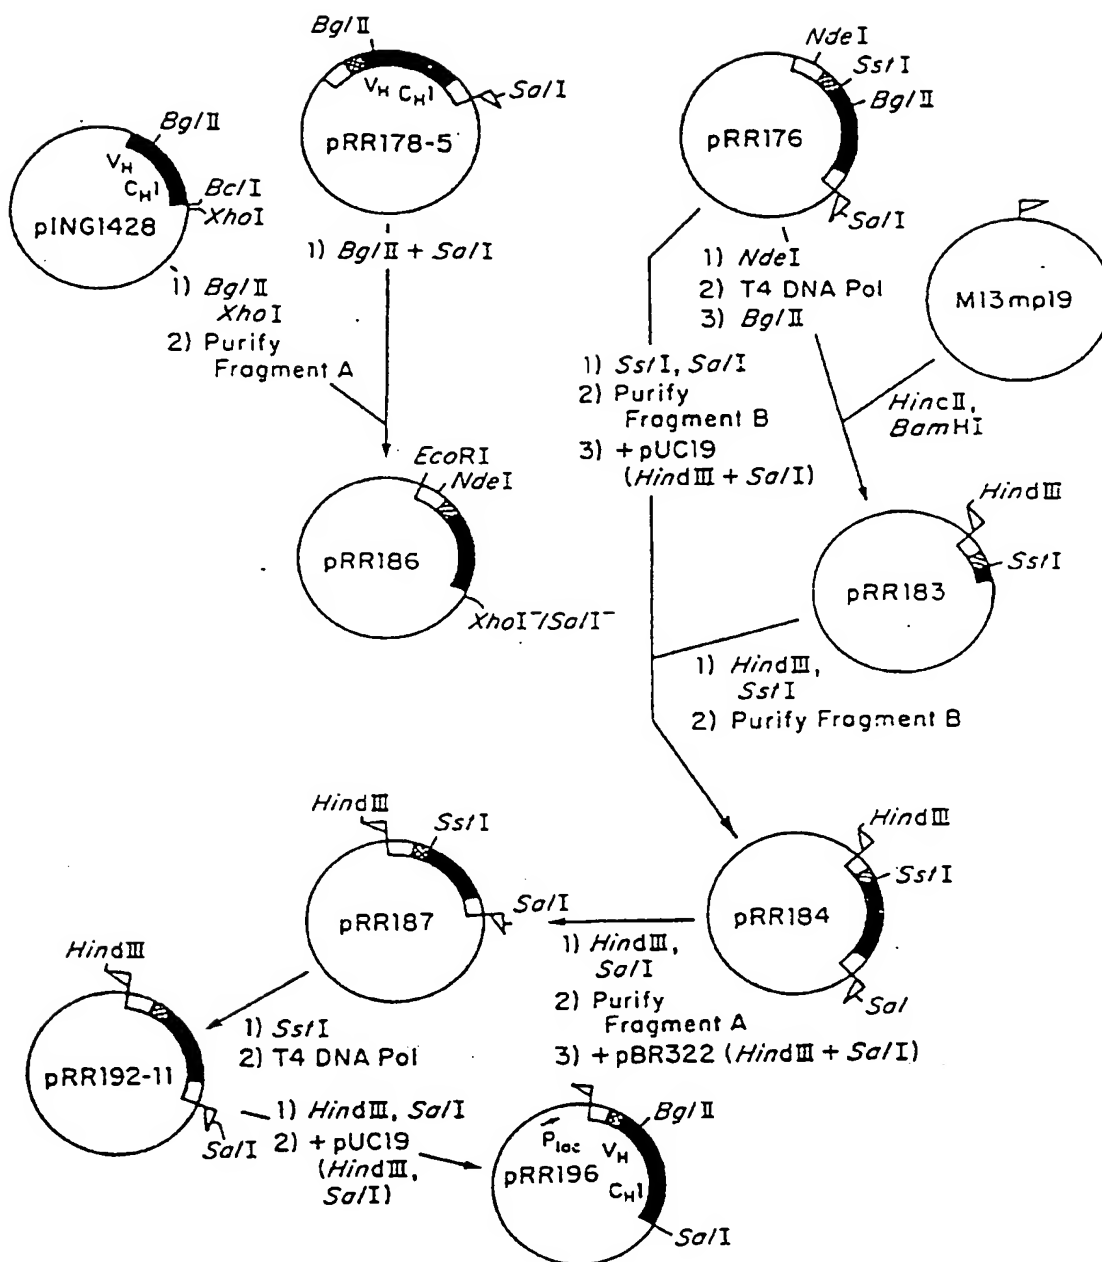 BglII
VH CH1
SalI
pRR178-5
BglII
VH
CH1
BclI
XhoI
pING1428
1) BglII
XhoI
2) Purify
Fragment A
1) BglII + SalI
NdeI
SstI
BglII
pRR176
SalI
1) NdeI
2) T4 DNA Pol
3) BglII
M13mp19
HincII,
BamHI
1) SstI, SalI
2) Purify
Fragment B
3) + pUC19
(HindIII + SalI)
EcoRI
NdeI
pRR186
XhoI⁻/SalI⁻
HindIII
SstI
pRR183
1) HindIII,
SstI
2) Purify Fragment B
HindIII
SstI
pRR184
Sal
1) HindIII,
SalI
2) Purify
Fragment A
3) + pBR322 (HindIII + SalI)
HindIII
SstI
SalI
pRR187
1) SstI
2) T4 DNA Pol
HindIII
pRR192-11
SalI
1) HindIII, SalI
2) + pUC19
(HindIII,
SalI)
BglII
Plac
VH
pRR196
CH1
SalI